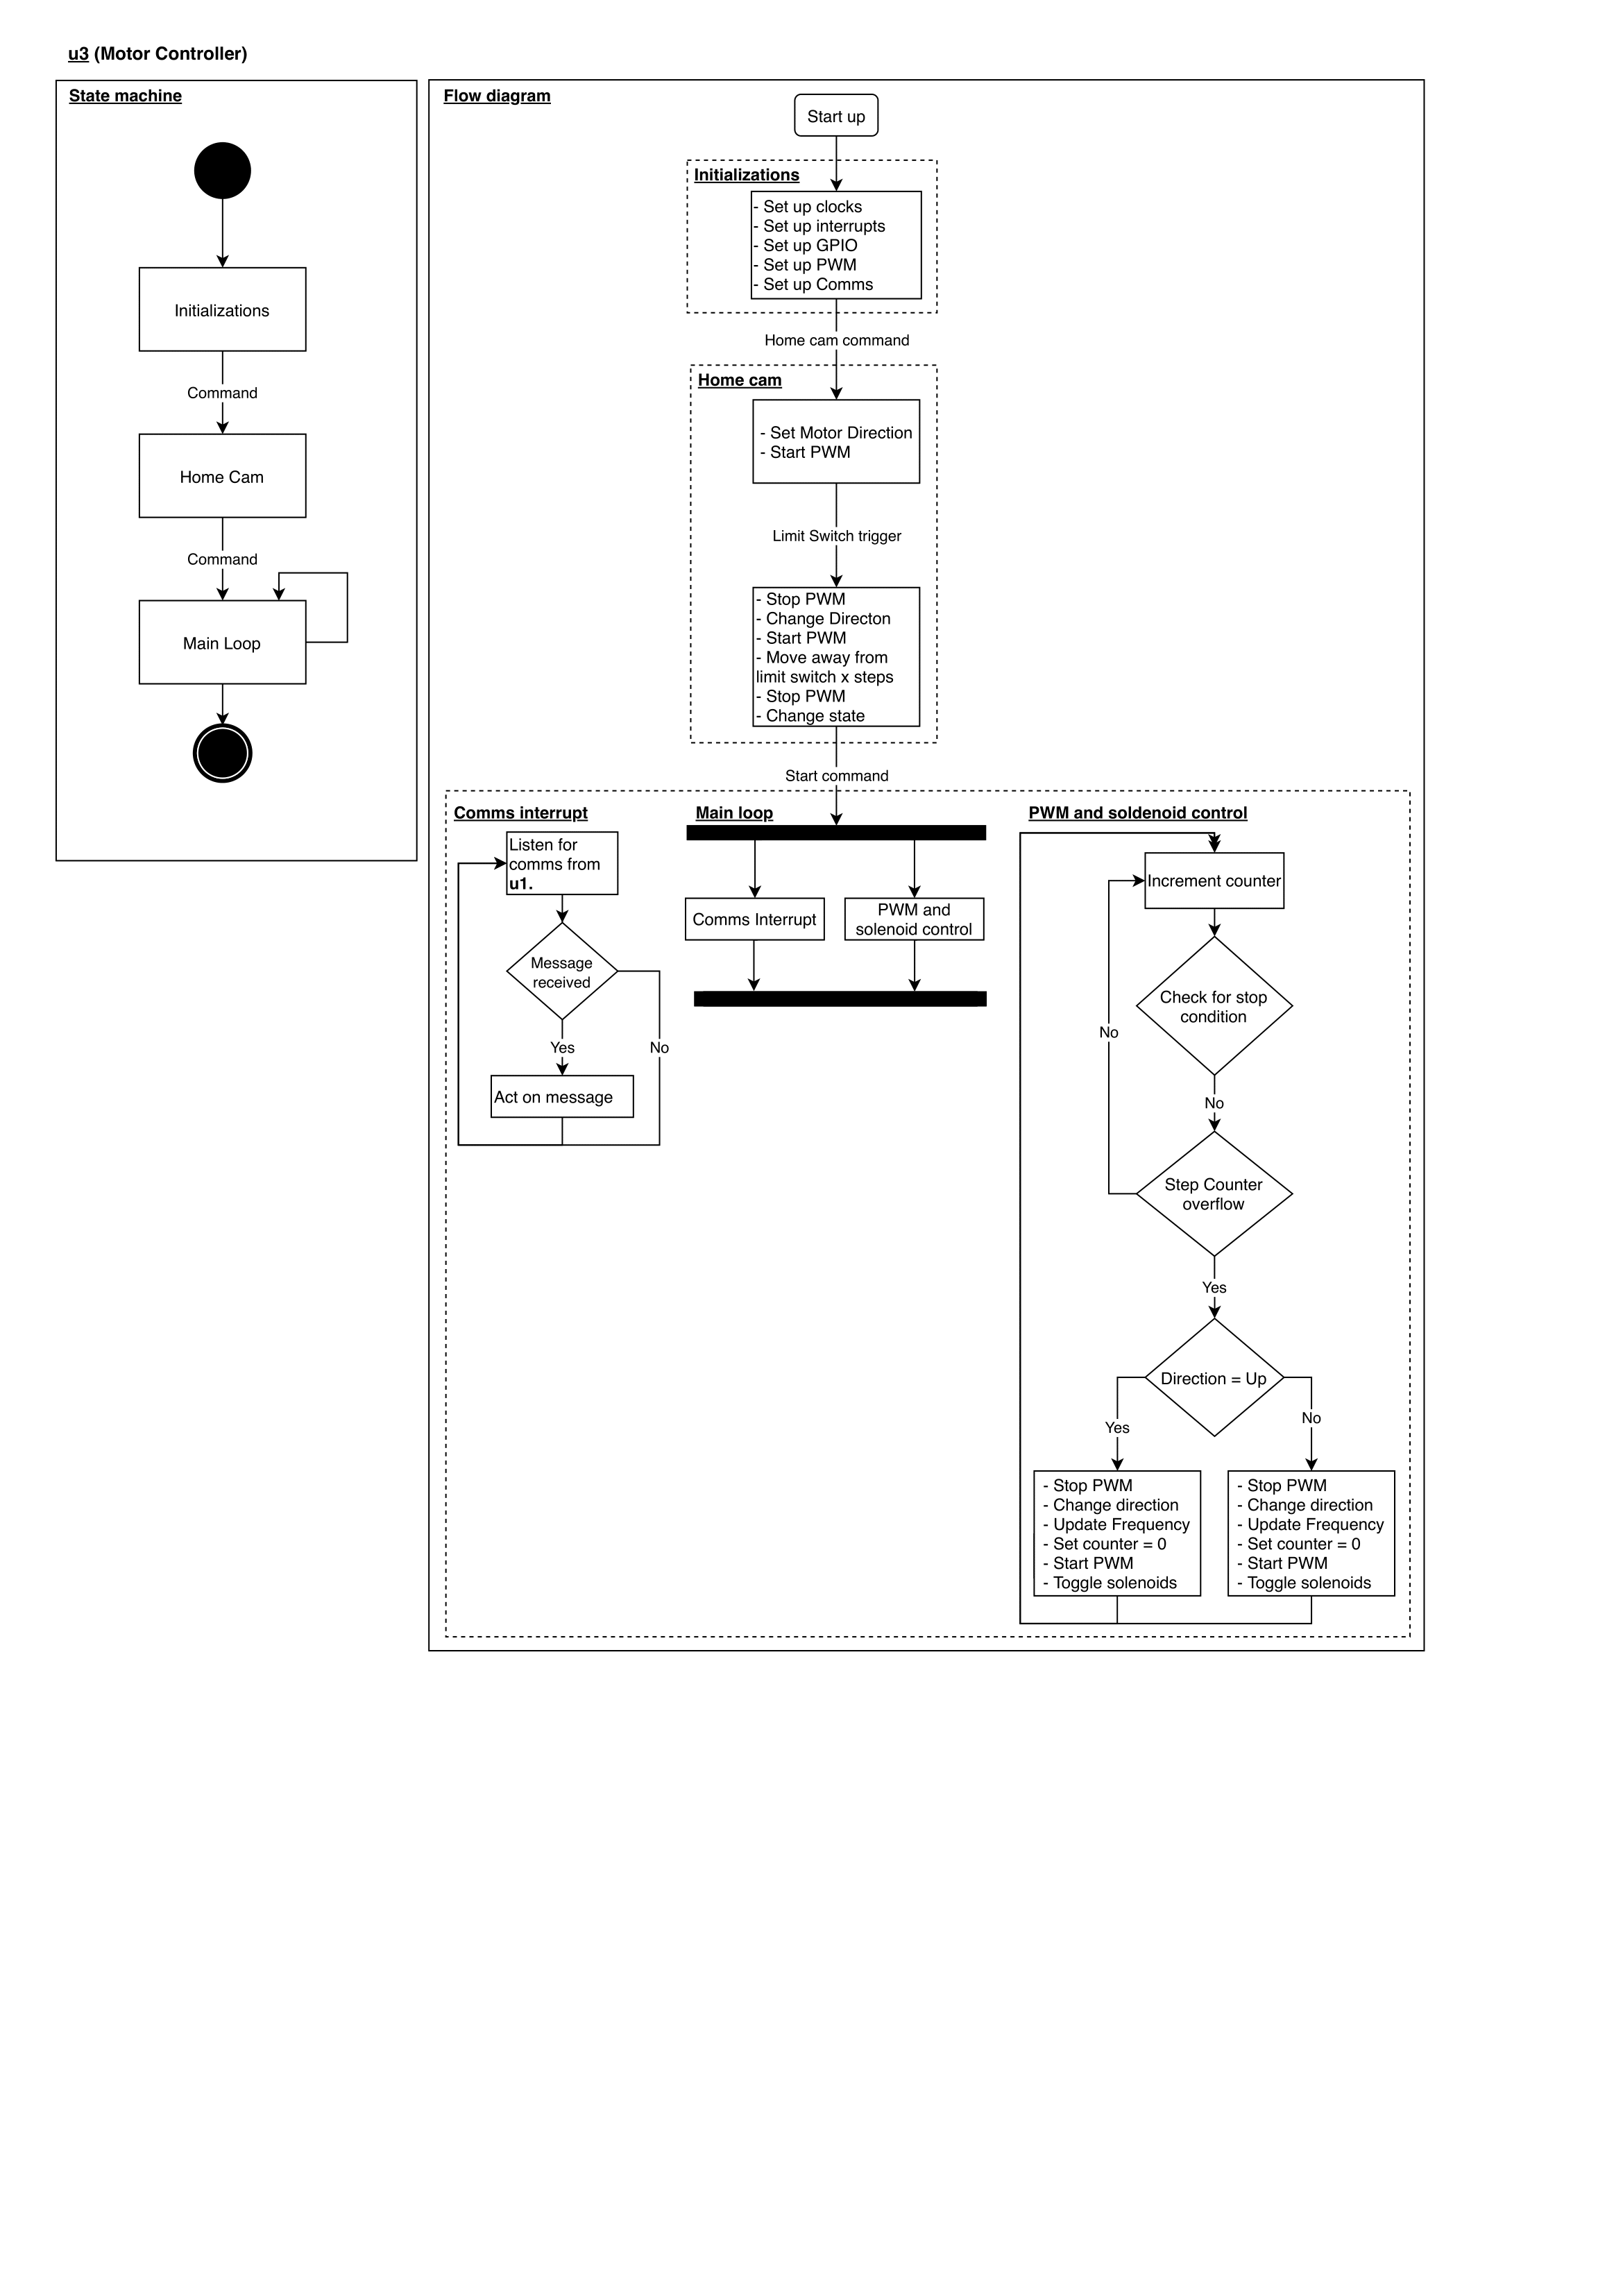 u3 (Motor Controller)
State machine
Initializations
Command
Home Cam
Command
Main Loop
Flow diagram
Start up
Initializations
- Set up clocks
- Set up interrupts
- Set up GPIO
- Set up PWM
- Set up Comms
Home cam command
Home cam
- Set Motor Direction
- Start PWM
Limit Switch trigger
- Stop PWM
- Change Directon
- Start PWM
- Move away from
limit switch x steps
- Stop PWM
- Change state
Start command
Comms interrupt
Listen for
comms from
u1.
Message
received
Yes
No
Act on message
Main loop
Comms Interrupt
PWM and
solenoid control
PWM and soldenoid control
Increment counter
Check for stop
condition
No
No
Step Counter
overflow
Yes
Direction = Up
Yes
No
- Stop PWM
- Change direction
- Update Frequency
- Set counter = 0
- Start PWM
- Toggle solenoids
- Stop PWM
- Change direction
- Update Frequency
- Set counter = 0
- Start PWM
- Toggle solenoids